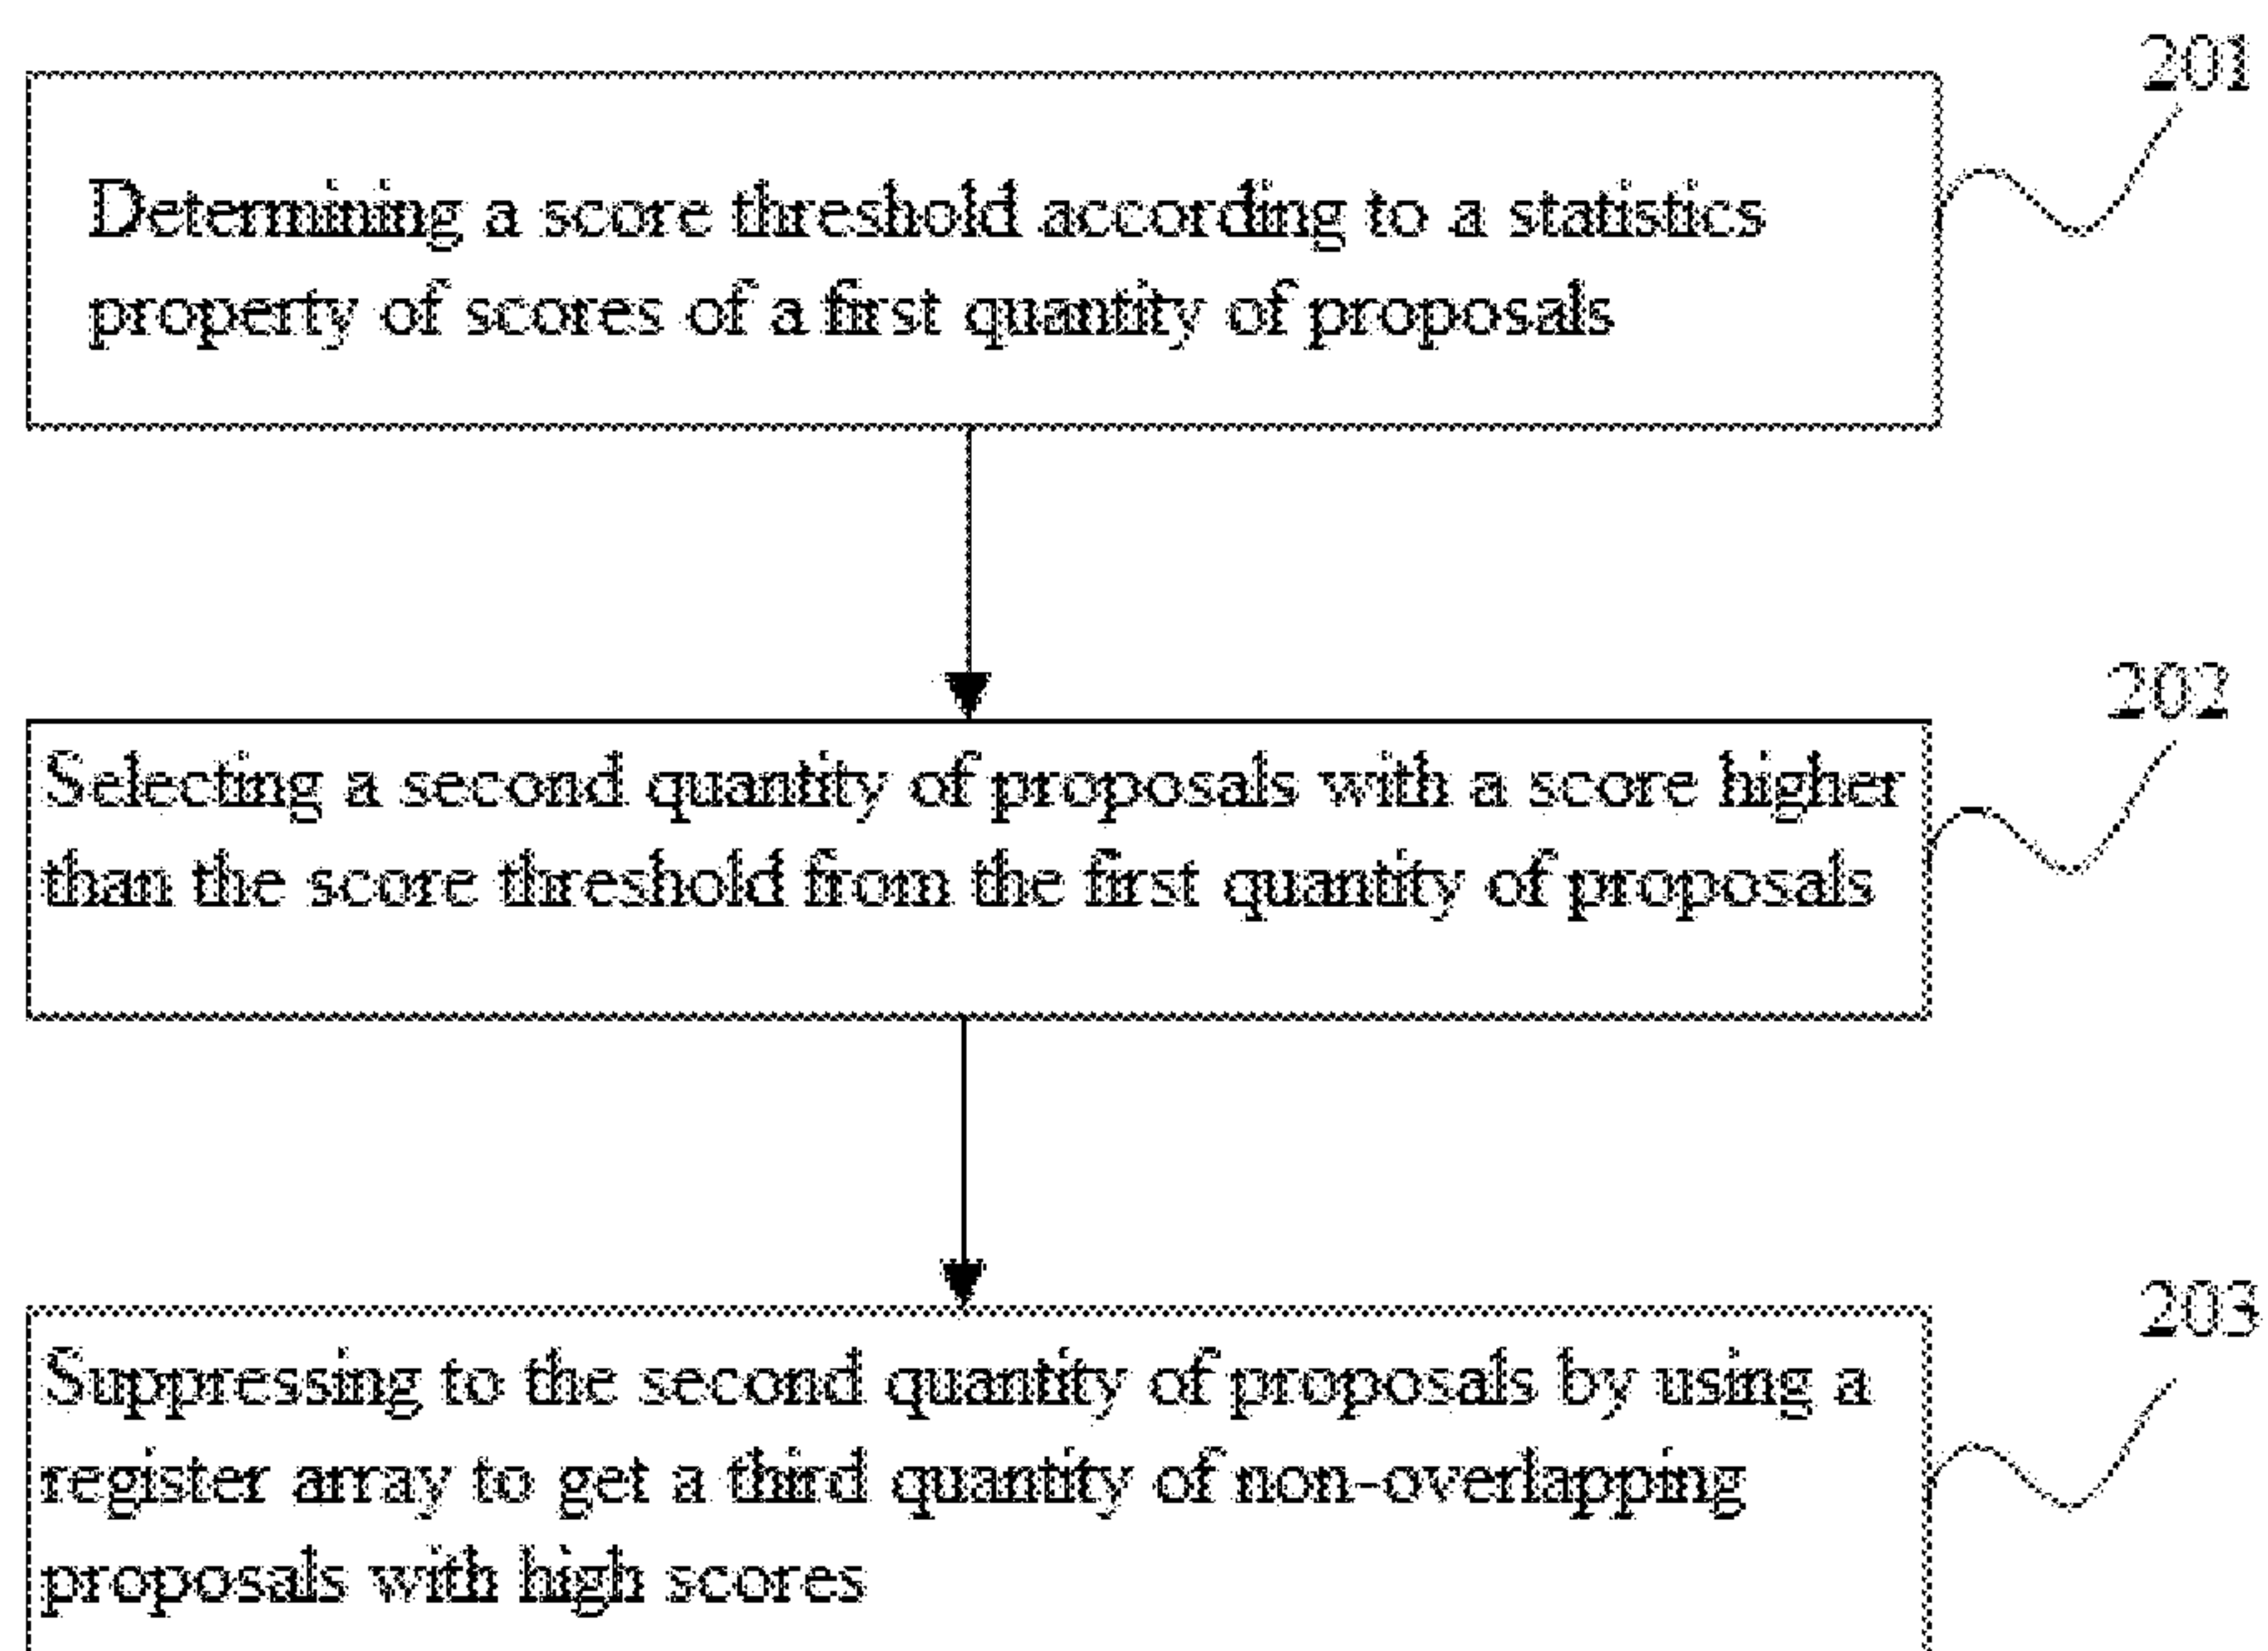 201
Determining a score threshold according to a statistics
property of scores of a first quantity of proposals
202
Selecting a second quantity of proposals with a score higher
than the score threshold from the first quantity of proposals
203
Suppressing to the second quantity of proposals by using a
register array to get a third quantity of non-overlapping
proposals with high scores